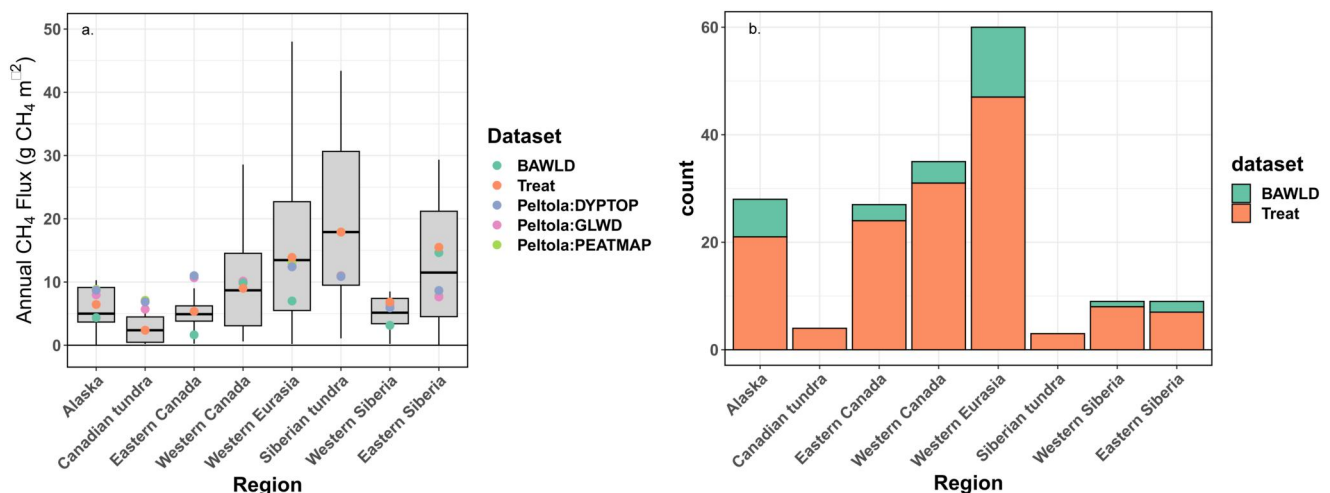 a.
Annual CH₄ Flux (g CH₄ m□²)
50
40
30
20
10
0
Alaska
Canadian tundra
Eastern Canada
Western Canada
Western Eurasia
Siberian tundra
Western Siberia
Eastern Siberia
Region
Dataset
BAWLD
Treat
Peltola:DYPTOP
Peltola:GLWD
Peltola:PEATMAP
b.
count
60
40
20
0
Alaska
Canadian tundra
Eastern Canada
Western Canada
Western Eurasia
Siberian tundra
Western Siberia
Eastern Siberia
Region
dataset
BAWLD
Treat